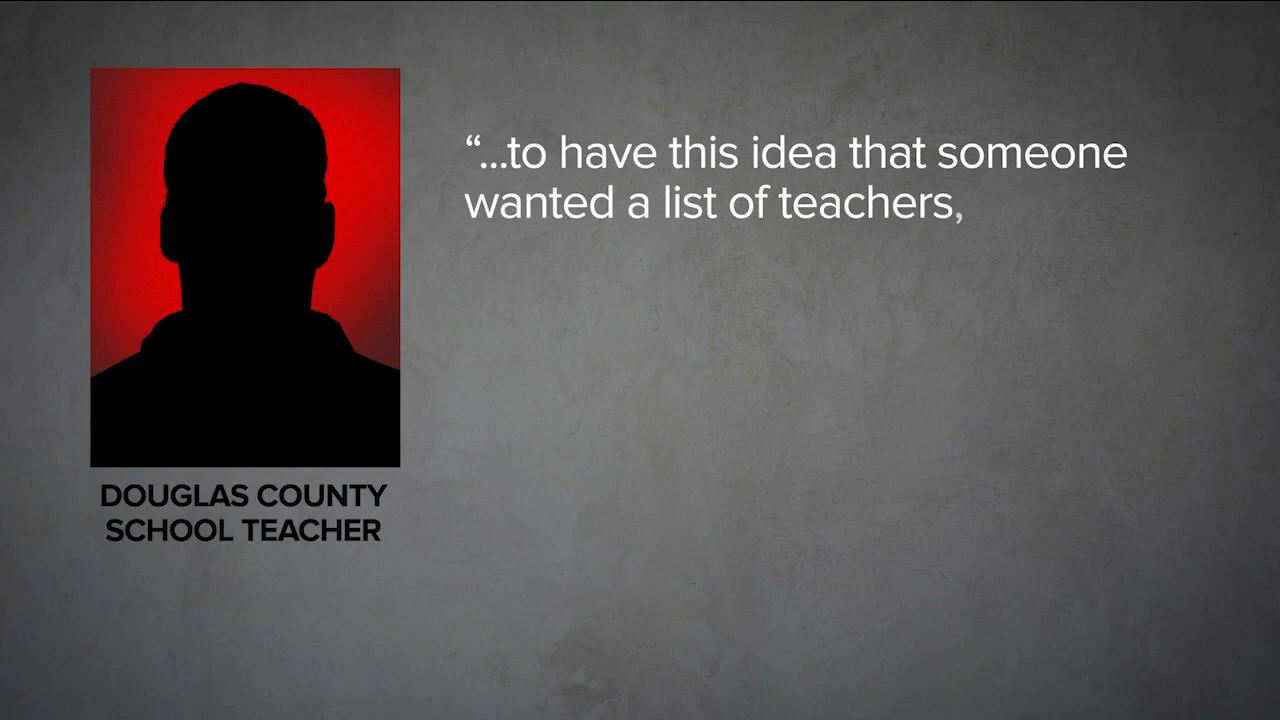 “...to have this idea that someone
wanted a list of teachers,
DOUGLAS COUNTY
SCHOOL TEACHER